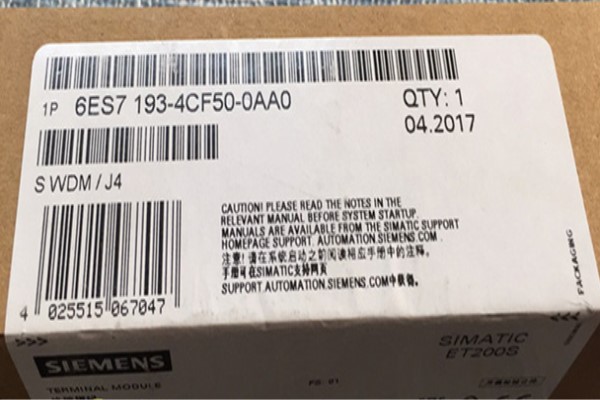 1P 6ES7 193-4CF50-0AA0
QTY: 1
04.2017
S WDM / J4
CAUTION! PLEASE READ THE NOTES IN THE
RELEVANT MANUAL BEFORE SYSTEM STARTUP.
MANUALS ARE AVAILABLE FROM THE SIMATIC SUPPORT
HOMEPAGE SUPPORT. AUTOMATION.SIEMENS.COM .
注意!请在系统启动之前阅读相应手册中的注释。
手册可在SIMATIC支持网页
SUPPORT.AUTOMATION.SIEMENS.COM中获得。
4 025515 067047
PACKAGING
SIEMENS
SIMATIC
ET200S
TERMINAL MODULE